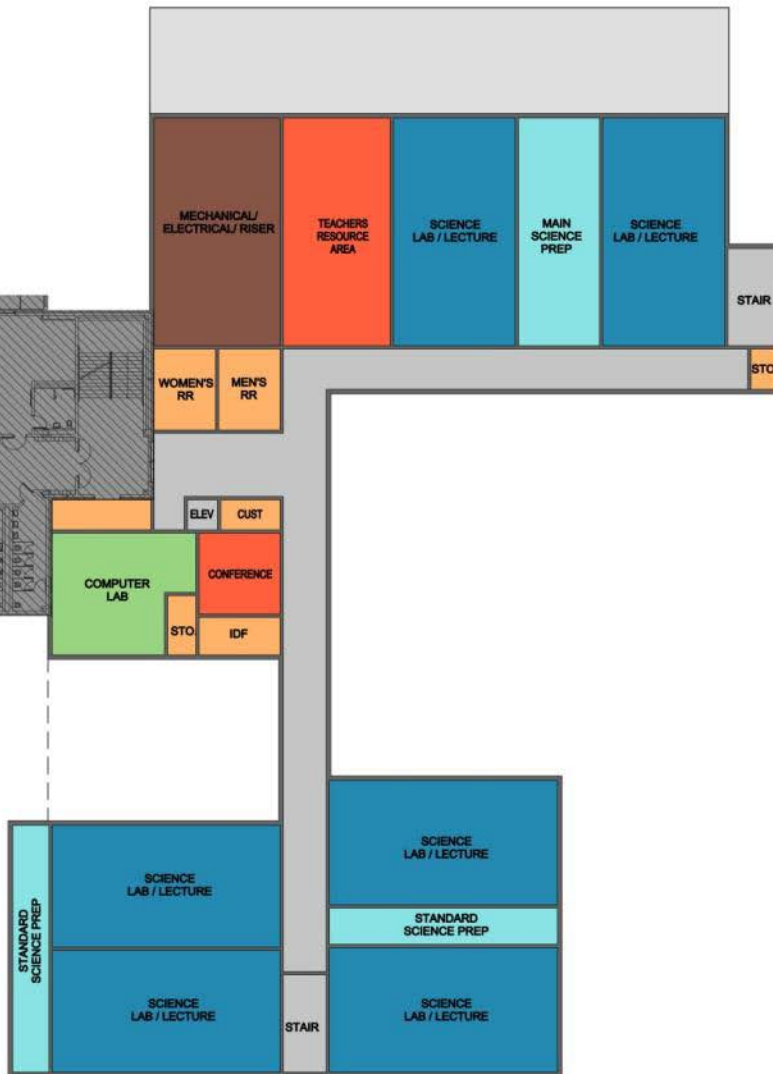 MECHANICAL/
ELECTRICAL/ RISER
TEACHERS
RESOURCE
AREA
SCIENCE
LAB / LECTURE
MAIN
SCIENCE
PREP
SCIENCE
LAB / LECTURE
STAIR
WOMEN'S
RR
MEN'S
RR
STO
ELEV
CUST
COMPUTER
LAB
CONFERENCE
STO.
IDF
SCIENCE
LAB / LECTURE
SCIENCE
LAB / LECTURE
STANDARD
SCIENCE PREP
STANDARD
SCIENCE PREP
SCIENCE
LAB / LECTURE
SCIENCE
LAB / LECTURE
STAIR